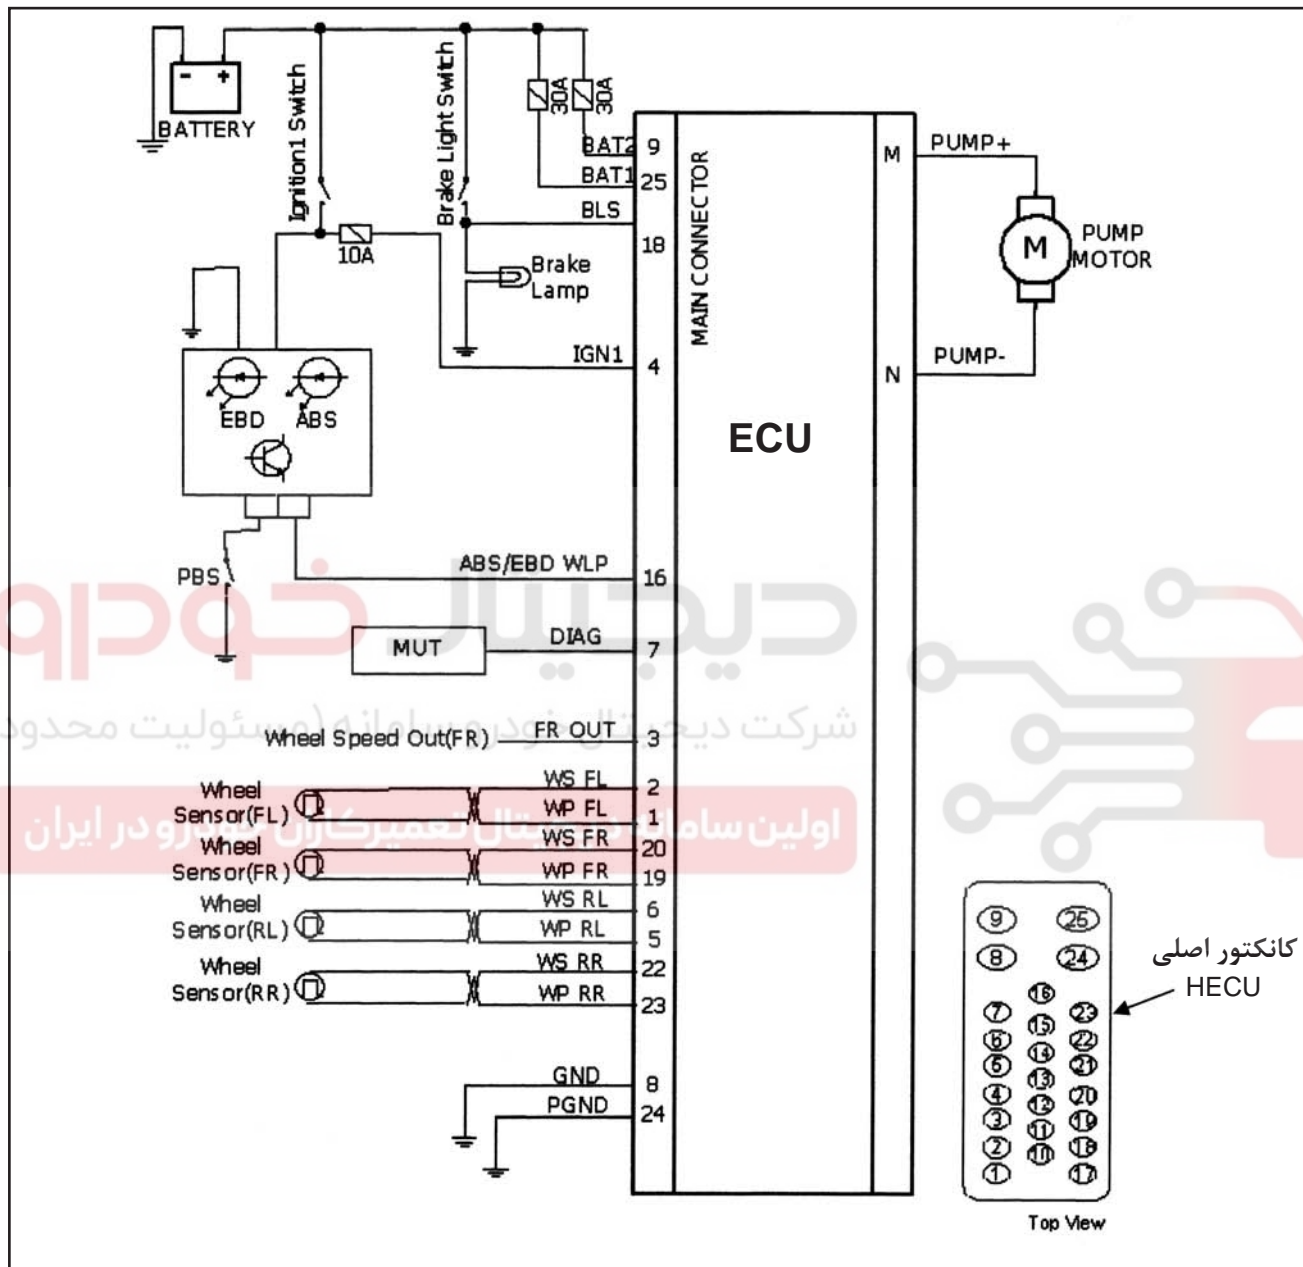 BATTERY
- +
Ignition1 Switch
Brake Light Switch
30A
30A
BAT2 9
BAT1 25
BLS
18
10A
Brake
Lamp
IGN1 4
EBD
ABS
MAIN CONNECTOR
ECU
M PUMP+
M
PUMP
MOTOR
N PUMP-
PBS
ABS/EBD WLP 16
MUT
DIAG 7
دیجیتال خودرو
شرکت دیجیتال خودرو سامانه (مسئولیت محدود
اولین سامانه دیجیتال تعمیرکاران خودرو در ایران
Wheel Speed Out(FR) FR OUT 3
Wheel
Sensor(FL)
WS FL 2
WP FL 1
Wheel
Sensor(FR)
WS FR 20
WP FR 19
Wheel
Sensor(RL)
WS RL 6
WP RL 5
Wheel
Sensor(RR)
WS RR 22
WP RR 23
GND 8
PGND 24
9 25
8 24
16
7 23
15
6 22
14
5 21
13
4 20
12
3 19
11
2 18
10
1 17
کانکتور اصلی
HECU
Top View